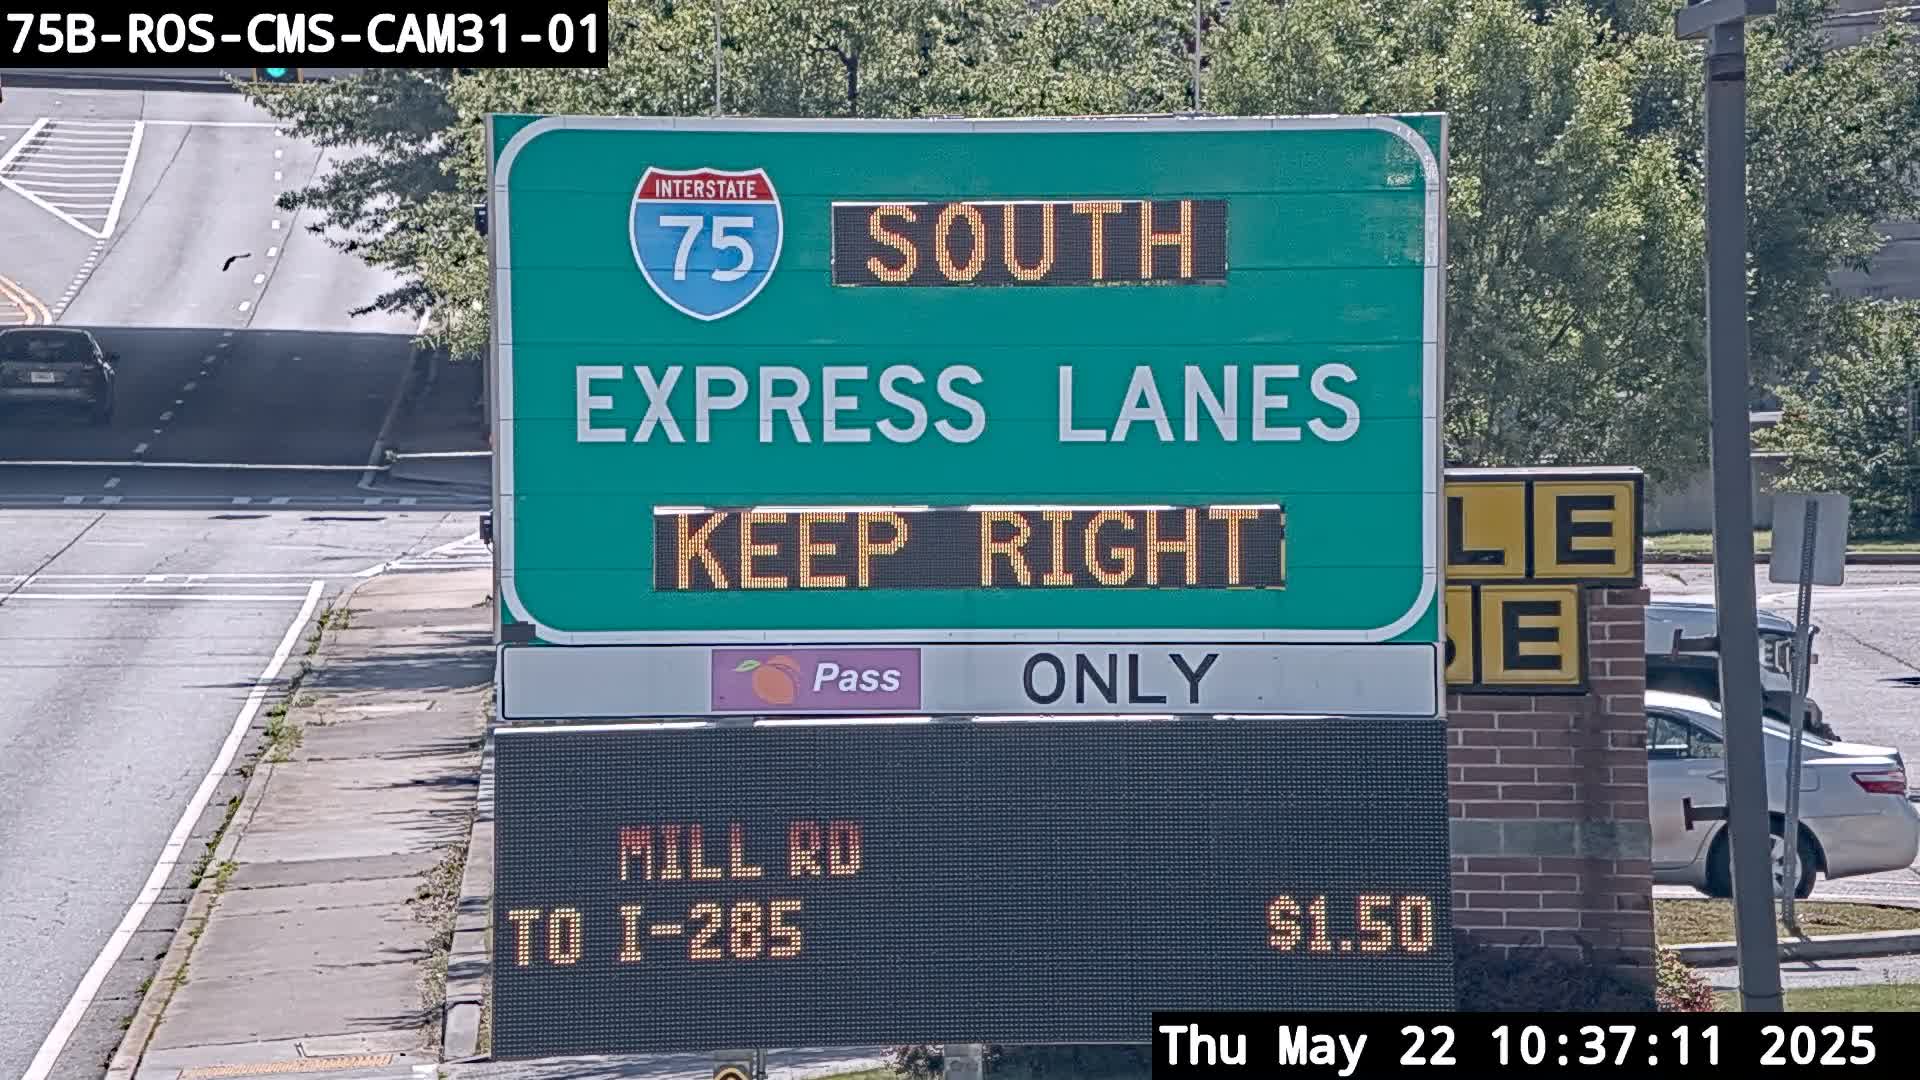 75B-ROS-CMS-CAM31-01
INTERSTATE
75
SOUTH
EXPRESS LANES
KEEP RIGHT
LE
E
Pass ONLY
MILL RD
TO I-285 $1.50
Thu May 22 10:37:11 2025